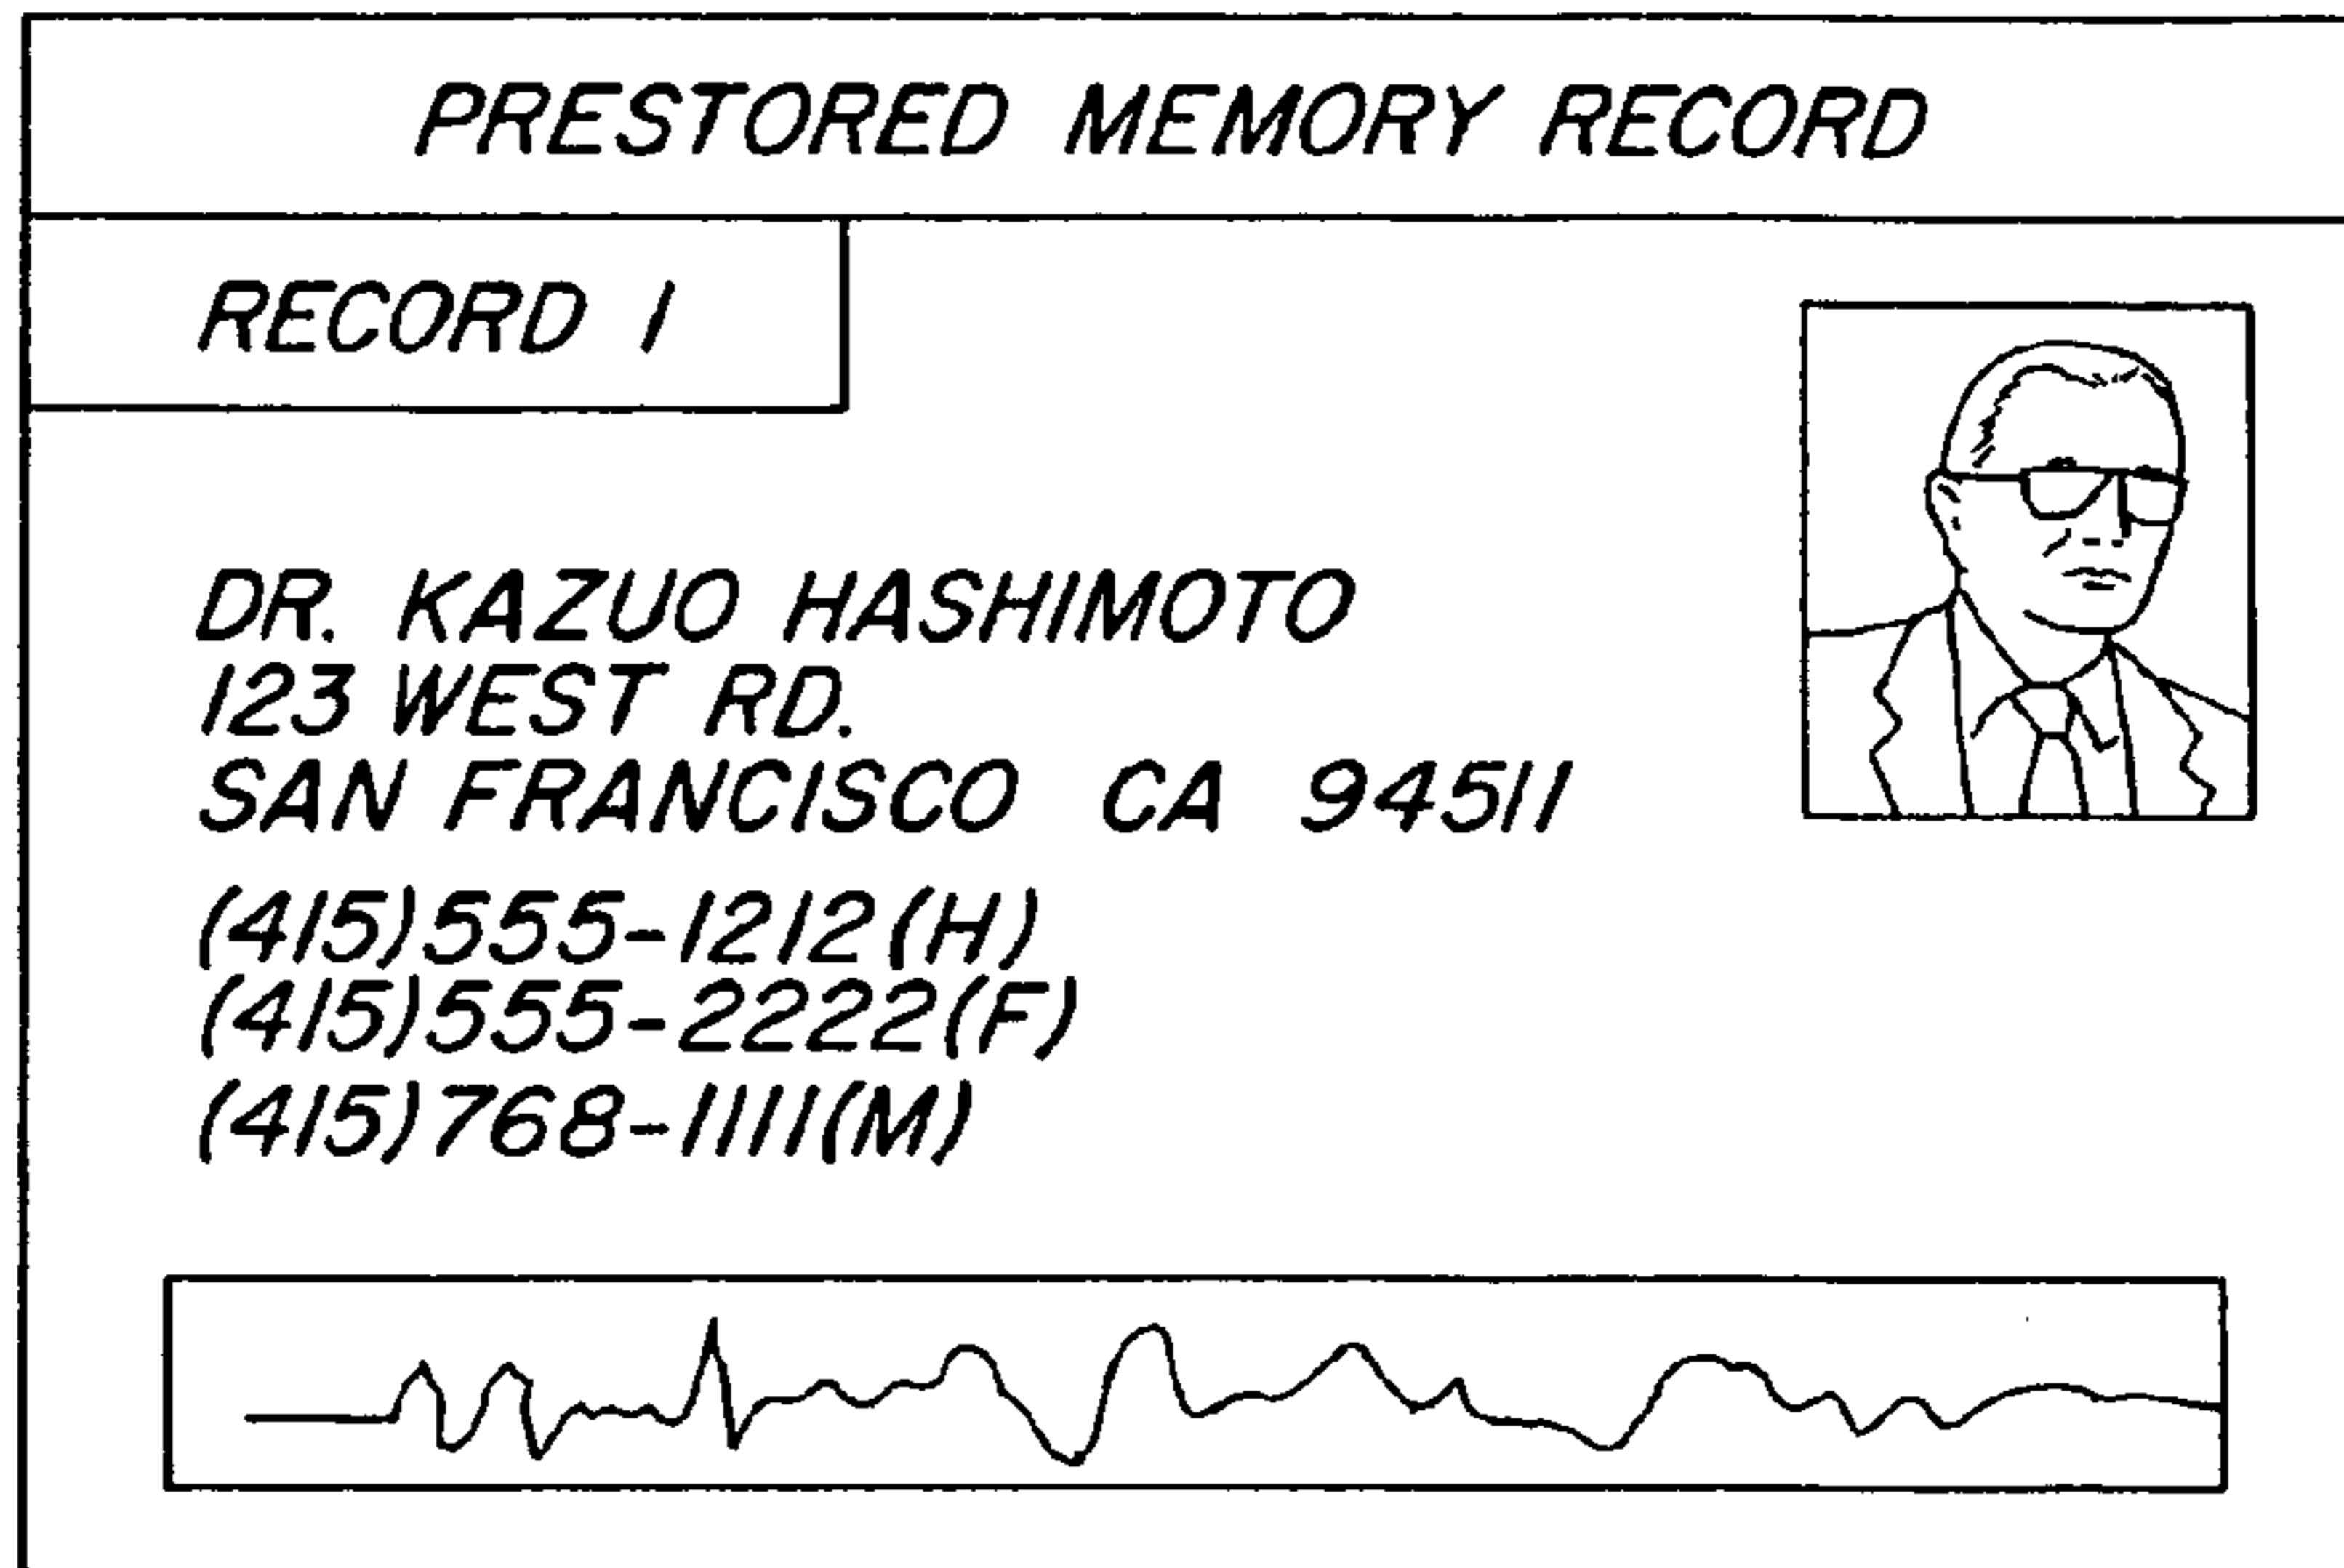 PRESTORED MEMORY RECORD
RECORD 1
DR. KAZUO HASHIMOTO
123 WEST RD.
SAN FRANCISCO CA 94511
(415)555-1212(H)
(415)555-2222(F)
(415)768-1111(M)